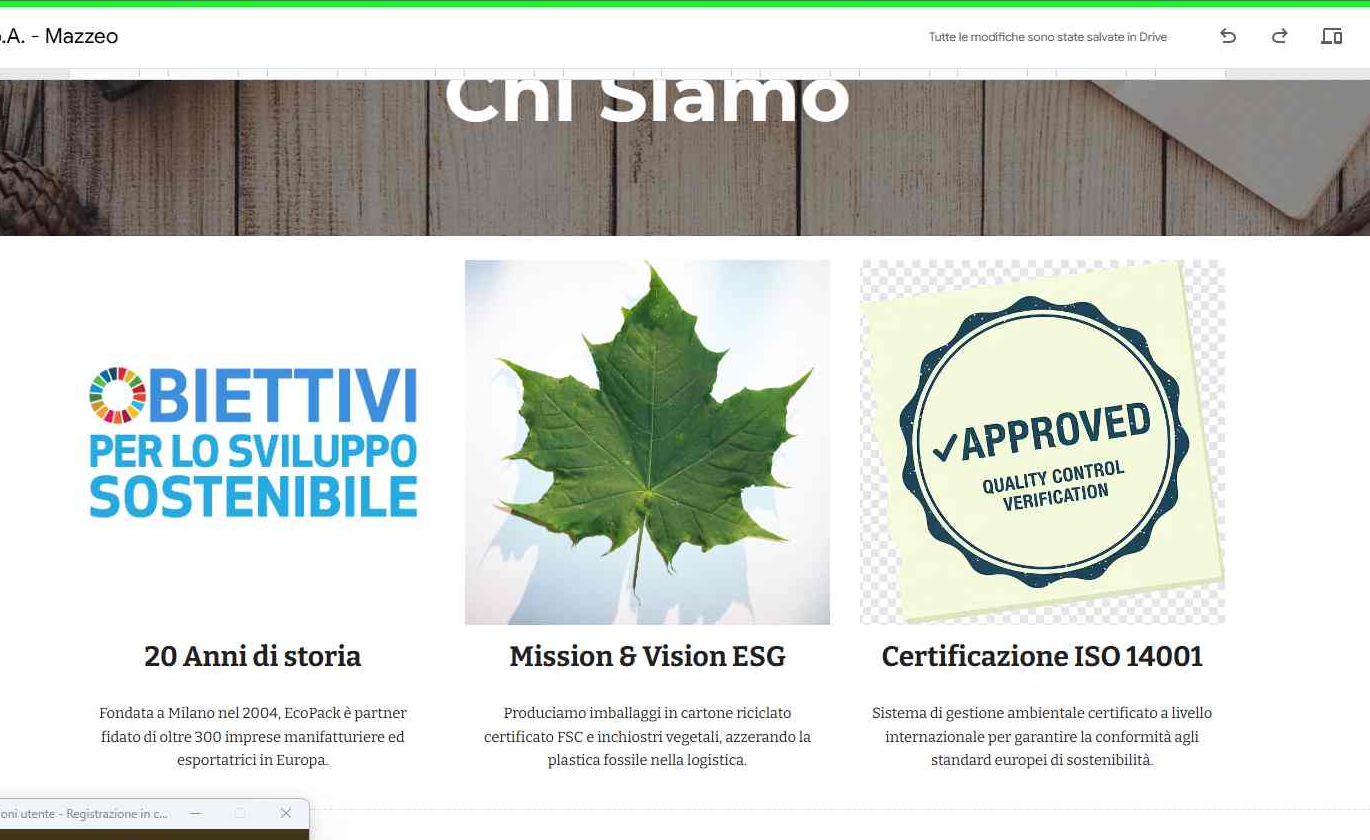 .A. - Mazzeo
Tutte le modifiche sono state salvate in Drive
Chi Siamo
OBIETTIVI
PER LO SVILUPPO
SOSTENIBILE
APPROVED
QUALITY CONTROL
VERIFICATION
20 Anni di storia
Mission & Vision ESG
Certificazione ISO 14001
Fondata a Milano nel 2004, EcoPack è partner
fidato di oltre 300 imprese manifatturiere ed
esportatrici in Europa.
Produciamo imballaggi in cartone riciclato
certificato FSC e inchiostri vegetali, azzerando la
plastica fossile nella logistica.
Sistema di gestione ambientale certificato a livello
internazionale per garantire la conformità agli
standard europei di sostenibilità.
oni utente - Registrazione in c...